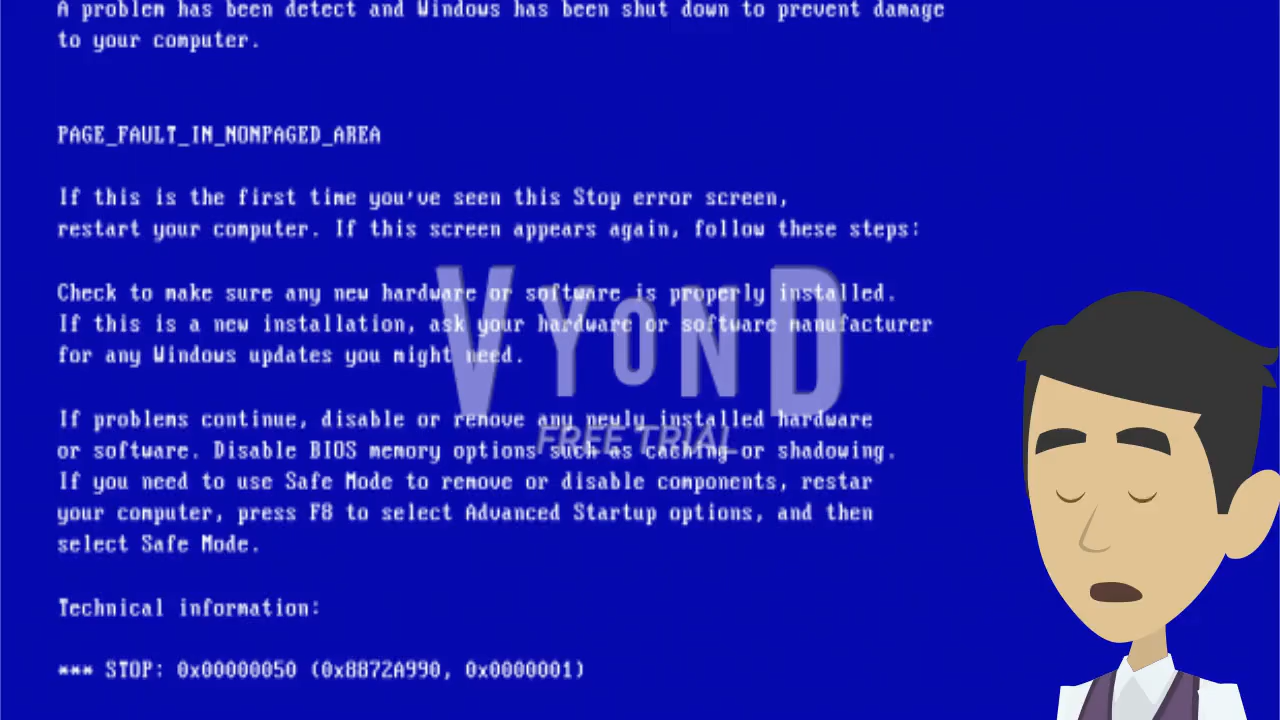 A problem has been detect and Windows has been shut down to prevent damage
to your computer.
PAGE_FAULT_IN_NONPAGED_AREA
If this is the first time you've seen this Stop error screen,
restart your computer. If this screen appears again, follow these steps:
Check to make sure any new hardware or software is properly installed.
If this is a new installation, ask your hardware or software manufacturer
for any Windows updates you might need.
VYOND
FREE TRIAL
If problems continue, disable or remove any newly installed hardware
or software. Disable BIOS memory options such as caching or shadowing.
If you need to use Safe Mode to remove or disable components, restar
your computer, press F8 to select Advanced Startup options, and then
select Safe Mode.
Technical information:
*** STOP: 0x00000050 (0x8872A990, 0x0000001)